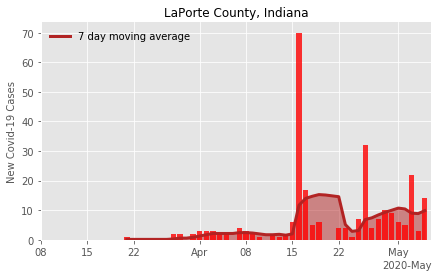 LaPorte County, Indiana
7 day moving average
New Covid-19 Cases
70
60
50
40
30
20
10
0
08
15
22
Apr
08
15
22
May
2020-May